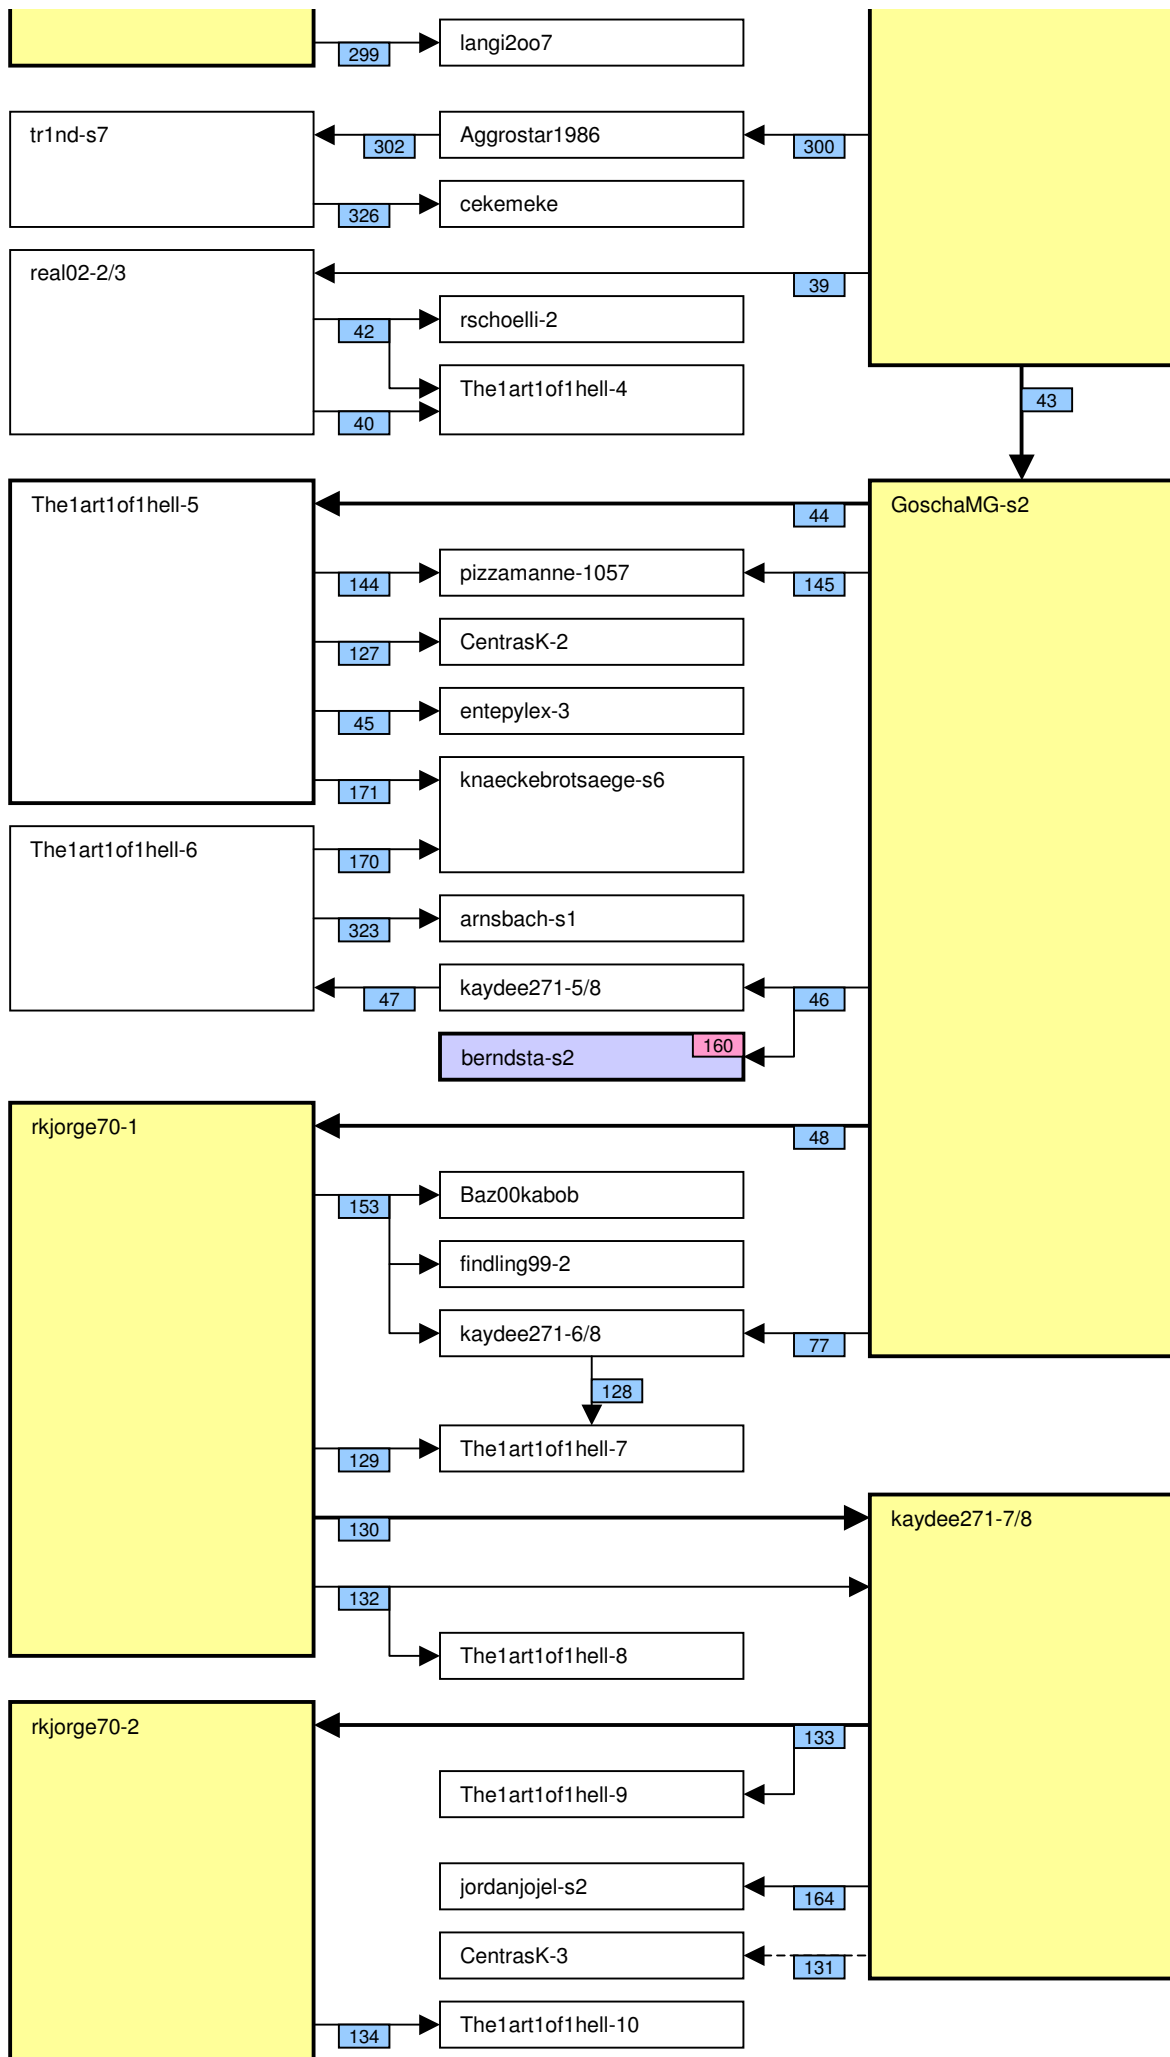 langi2oo7
299
tr1nd-s7
Aggrostar1986
302
300
cekemeke
326
real02-2/3
39
rschoelli-2
42
The1art1of1hell-4
40
43
The1art1of1hell-5
GoschaMG-s2
44
pizzamanne-1057
144
145
CentrasK-2
127
entepylex-3
45
knaeckebrotsaege-s6
171
The1art1of1hell-6
170
arnsbach-s1
323
kaydee271-5/8
47
46
berndsta-s2
160
rkjorge70-1
48
Baz00kabob
153
findling99-2
kaydee271-6/8
77
128
The1art1of1hell-7
129
kaydee271-7/8
130
132
The1art1of1hell-8
rkjorge70-2
133
The1art1of1hell-9
jordanjojel-s2
164
CentrasK-3
131
The1art1of1hell-10
134